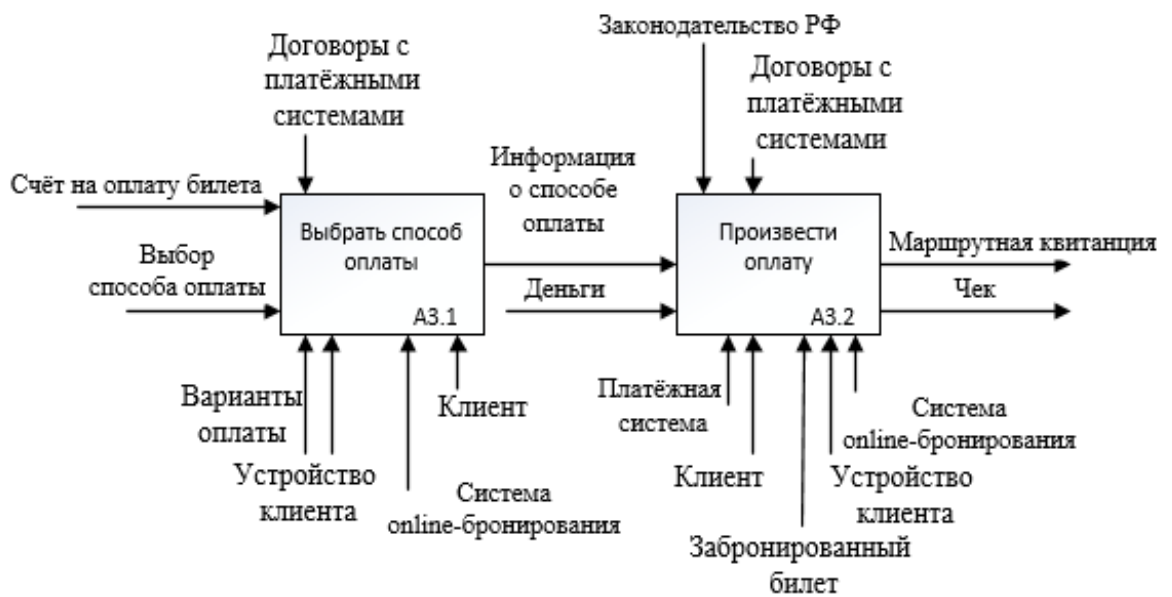 Законодательство РФ
Договоры с
платёжными
системами
Договоры с
платёжными
системами
Счёт на оплату билета
Информация
о способе
оплаты
Выбрать способ
оплаты
А3.1
Произвести
оплату
А3.2
Маршрутная квитанция
Выбор
способа оплаты
Деньги
Чек
Варианты
оплаты
Устройство
клиента
Система
online-бронирования
Клиент
Платёжная
система
Клиент
Забронированный
билет
Устройство
клиента
Система
online-бронирования